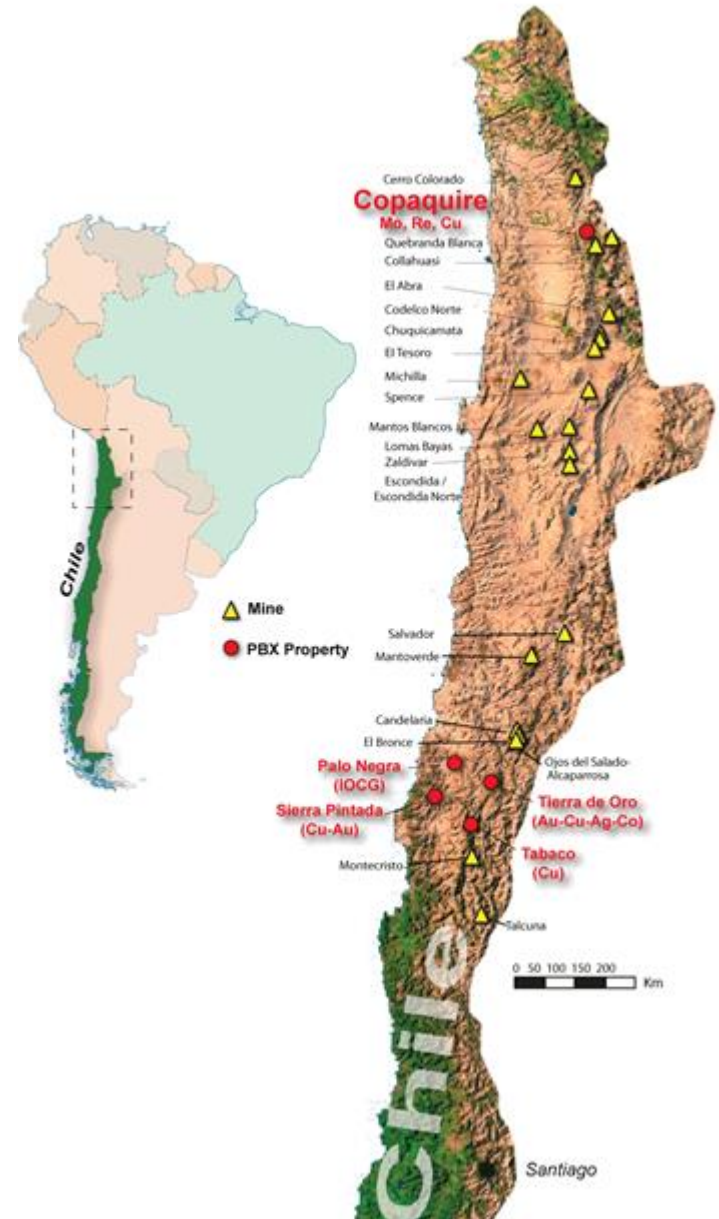 Cerro Colorado
Copaquire
Mo, Re, Cu
Quebranda Blanca
Collahuasi
El Abra
Codelco Norte
Chuquicamata
El Tesoro
Michilla
Spence
Mantos Blancos
Lomas Bayas
Zaldivar
Escondida /
Escondida Norte
Chile
Mine
PBX Property
Salvador
Mantoverde
Candelaria
El Bronce
Ojos del Salado-
Alcaparrosa
Palo Negra
(IOCG)
Sierra Pintada
(Cu-Au)
Tierra de Oro
(Au-Cu-Ag-Co)
Tabaco
(Cu)
Montecristo
Talcuna
0 50 100 150 200
Km
Chile
Santiago